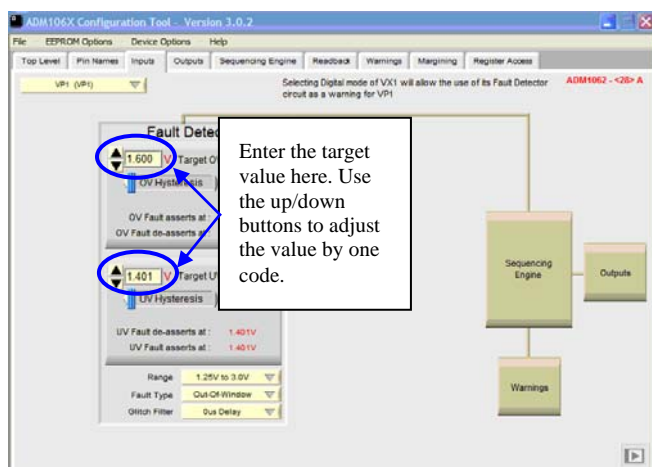 ADM106X Configuration Tool - Version 3.0.2
File EEPROM Options Device Options Help
Top Level Pin Names Inputs Outputs Sequencing Engine Readback Warnings Margining Register Access
VP1 (VP1)
Selecting Digital mode of VX1 will allow the use of its Fault Detector
circuit as a warning for VP1
ADM1062 - <28> A
Fault Detec
1.600 V Target O
OV Hysteresis
OV Fault asserts at :
OV Fault de-asserts a
Enter the target
value here. Use
the up/down
buttons to adjust
the value by one
code.
1.401 V Target U
UV Hysteresis
UV Fault de-asserts at : 1.401V
UV Fault asserts at : 1.401V
Range 1.25V to 3.0V
Fault Type Out-Of-Window
Glitch Filter 0us Delay
Sequencing
Engine
Outputs
Warnings